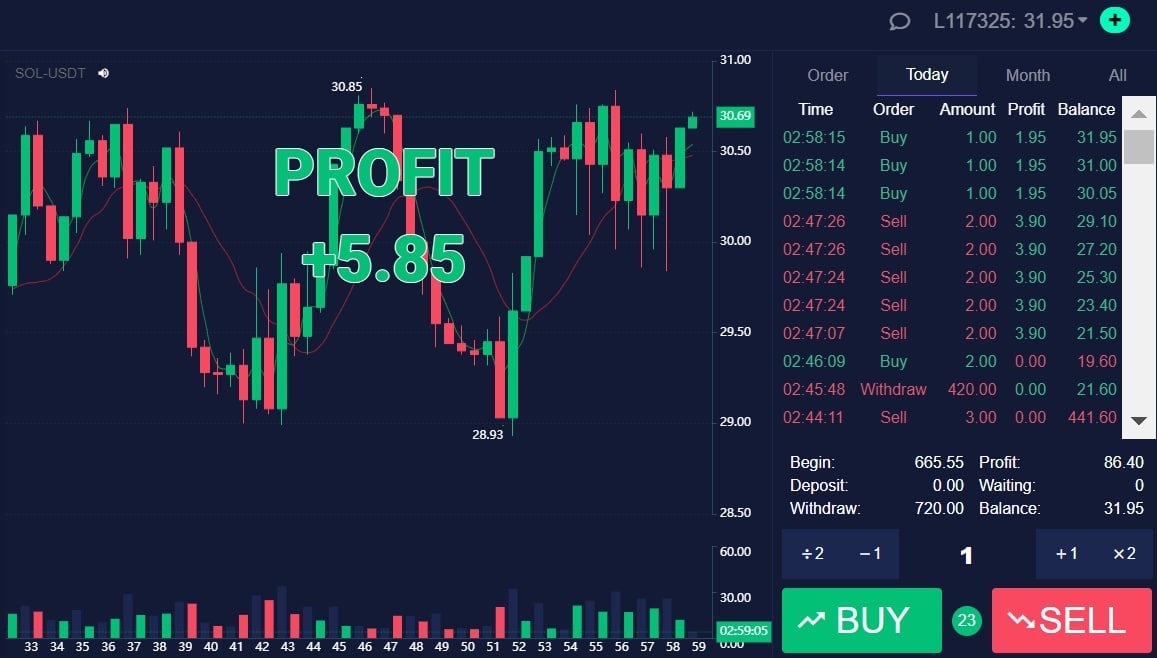 L117325: 31.95
SOL-USDT
Order Today Month All
Time Order Amount Profit Balance
02:58:15 Buy 1.00 1.95 31.95
02:58:14 Buy 1.00 1.95 31.00
02:58:14 Buy 1.00 1.95 30.05
02:47:26 Sell 2.00 3.90 29.10
02:47:26 Sell 2.00 3.90 27.20
02:47:24 Sell 2.00 3.90 25.30
02:47:24 Sell 2.00 3.90 23.40
02:47:07 Sell 2.00 3.90 21.50
02:46:09 Buy 2.00 0.00 19.60
02:45:48 Withdraw 420.00 0.00 21.60
02:44:11 Sell 3.00 0.00 441.60
31.00
30.85
30.69
30.50
PROFIT
30.00
+5.85
29.50
29.00
28.93
28.50
60.00
30.00
02:59:05
0.00
33 34 35 36 37 38 39 40 41 42 43 44 45 46 47 48 49 50 51 52 53 54 55 56 57 58 59
Begin: 665.55 Profit: 86.40
Deposit: 0.00 Waiting: 0
Withdraw: 720.00 Balance: 31.95
÷2 −1 1 +1 ×2
BUY 23 SELL